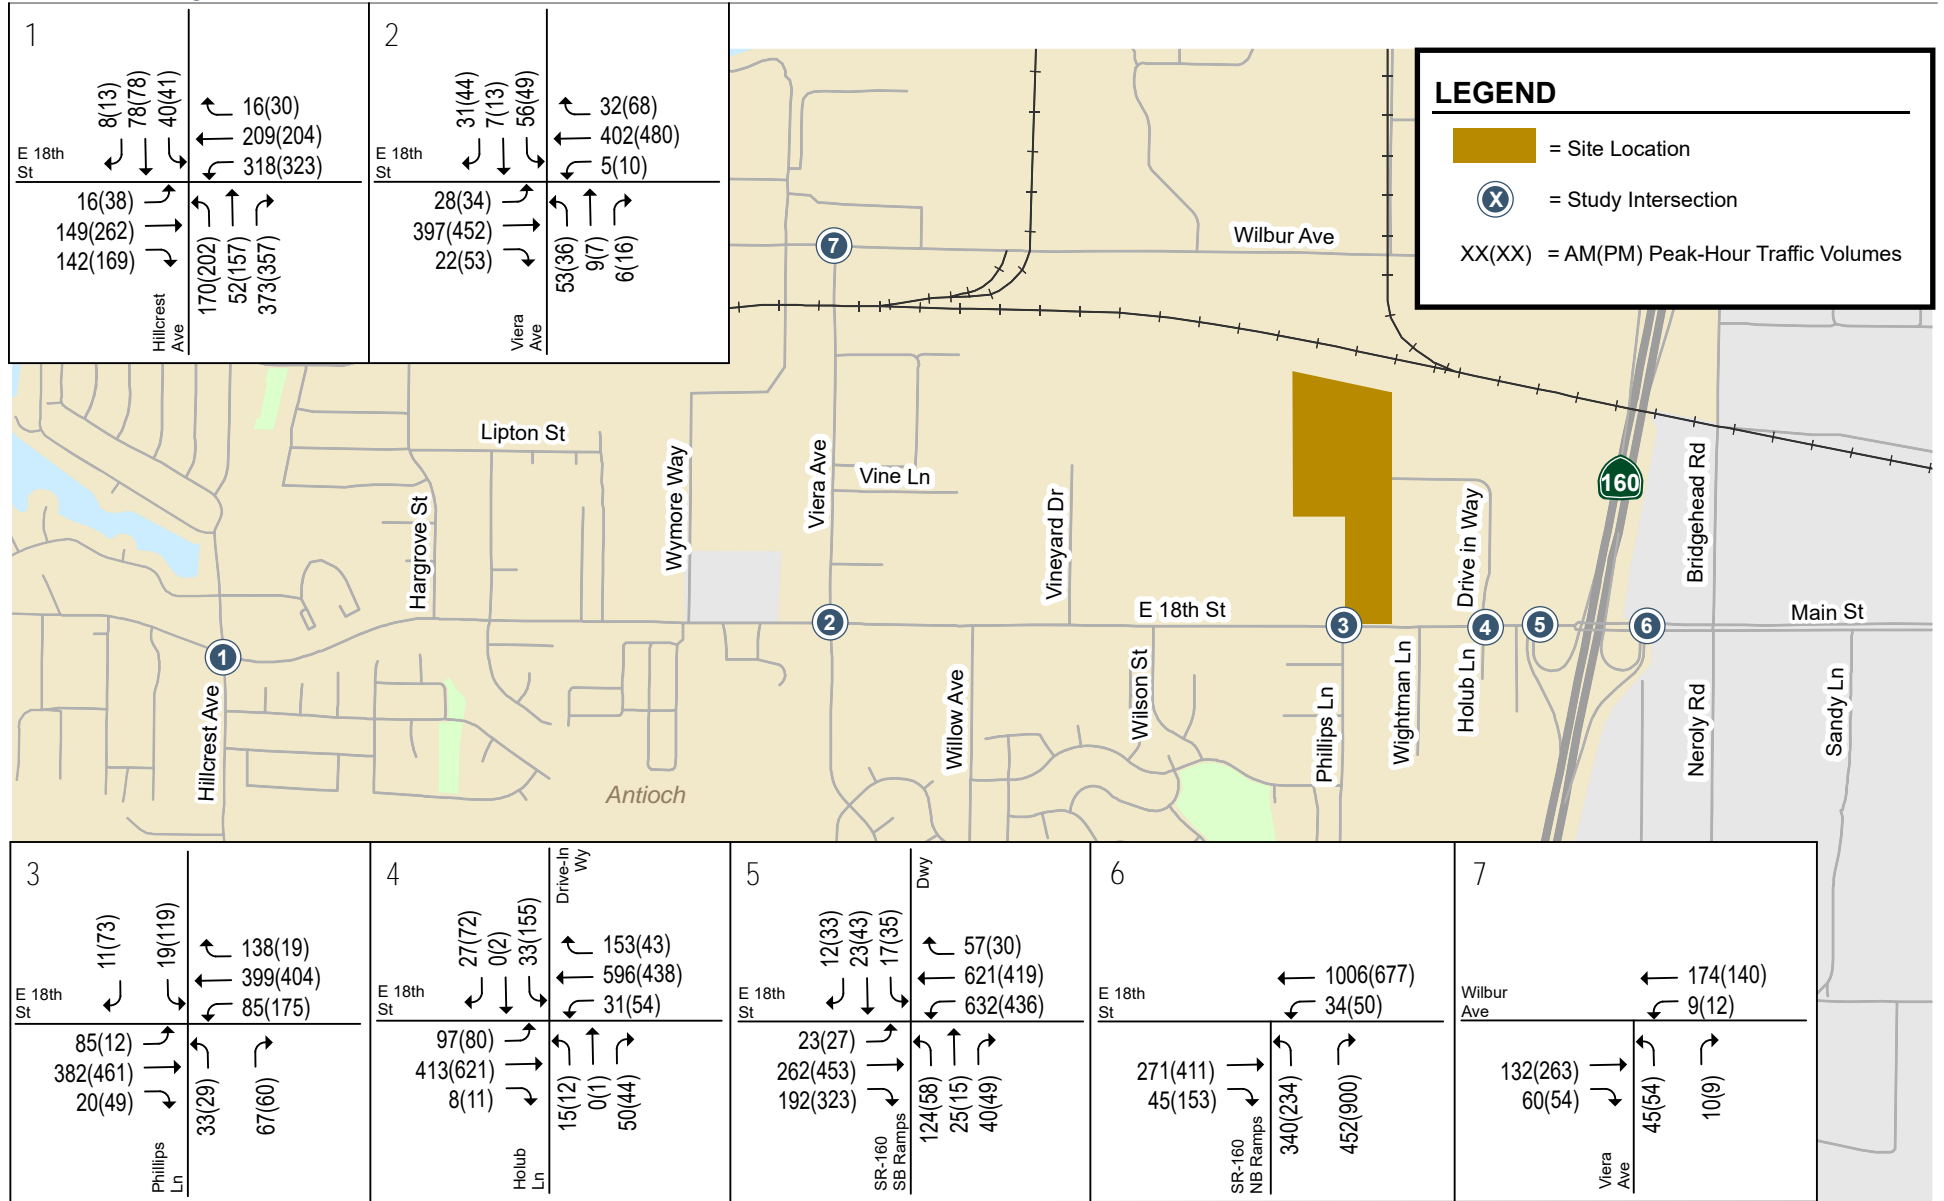 1
8(13)
78(78)
40(41)
16(30)
209(204)
318(323)
E 18th
St
16(38)
149(262)
142(169)
170(202)
52(157)
373(357)
Hillcrest
Ave
2
31(44)
7(13)
56(49)
32(68)
402(480)
5(10)
E 18th
St
28(34)
397(452)
22(53)
53(36)
9(7)
6(16)
Viera
Ave
LEGEND
= Site Location
X = Study Intersection
XX(XX) = AM(PM) Peak-Hour Traffic Volumes
7
Wilbur Ave
Lipton St
Hargrove St
Wymore Way
Viera Ave
Vine Ln
Vineyard Dr
Drive in Way
160
Bridgehead Rd
E 18th St
Main St
1
2
3
4
5
6
Hillcrest Ave
Willow Ave
Wilson St
Phillips Ln
Wightman Ln
Holub Ln
Neroly Rd
Sandy Ln
Antioch
3
11(73)
19(119)
138(19)
399(404)
85(175)
E 18th
St
85(12)
382(461)
20(49)
33(29)
67(60)
Phillips
Ln
4
Drive-In
Wy
27(72)
0(2)
33(155)
153(43)
596(438)
31(54)
E 18th
St
97(80)
413(621)
8(11)
15(12)
0(1)
50(44)
Holub
Ln
5
Dwy
12(33)
23(43)
17(35)
57(30)
621(419)
632(436)
E 18th
St
23(27)
262(453)
192(323)
124(58)
25(15)
40(49)
SR-160
SB Ramps
6
1006(677)
34(50)
E 18th
St
271(411)
45(153)
340(234)
452(900)
SR-160
NB Ramps
7
174(140)
9(12)
Wilbur
Ave
132(263)
60(54)
45(54)
10(9)
Viera
Ave